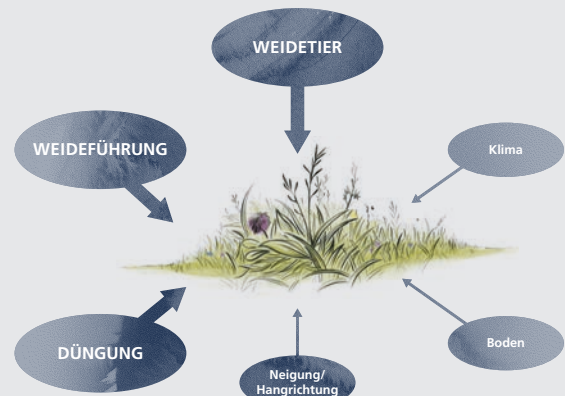 WEIDETIER
WEIDEFÜHRUNG
Klima
DÜNGUNG
Boden
Neigung/
Hangrichtung